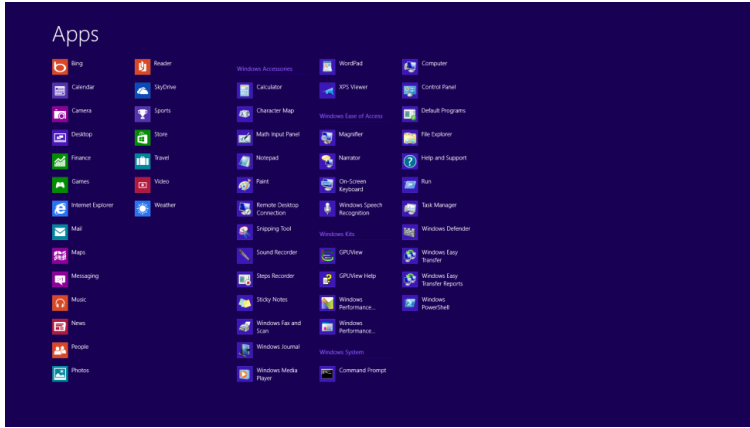 Apps
Bing
Calendar
Camera
Desktop
Finance
Games
Internet Explorer
Mail
Maps
Messaging
Music
News
People
Photos
Reader
SkyDrive
Sports
Store
Travel
Video
Weather
Windows Accessories
Calculator
Character Map
Math Input Panel
Notepad
Paint
Remote Desktop
Connection
Snipping Tool
Sound Recorder
Steps Recorder
Sticky Notes
Windows Fax and
Scan
Windows Journal
Windows Media
Player
WordPad
XPS Viewer
Windows Ease of Access
Magnifier
Narrator
On-Screen
Keyboard
Windows Speech
Recognition
Windows Kits
GPUView
GPUView Help
Windows
Performance...
Windows
Performance...
Windows System
Command Prompt
Computer
Control Panel
Default Programs
File Explorer
Help and Support
Run
Task Manager
Windows Defender
Windows Easy
Transfer
Windows Easy
Transfer Reports
Windows
PowerShell